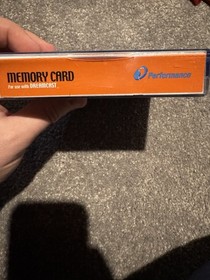 MEMORY CARD
For use with DREAMCAST
Performance